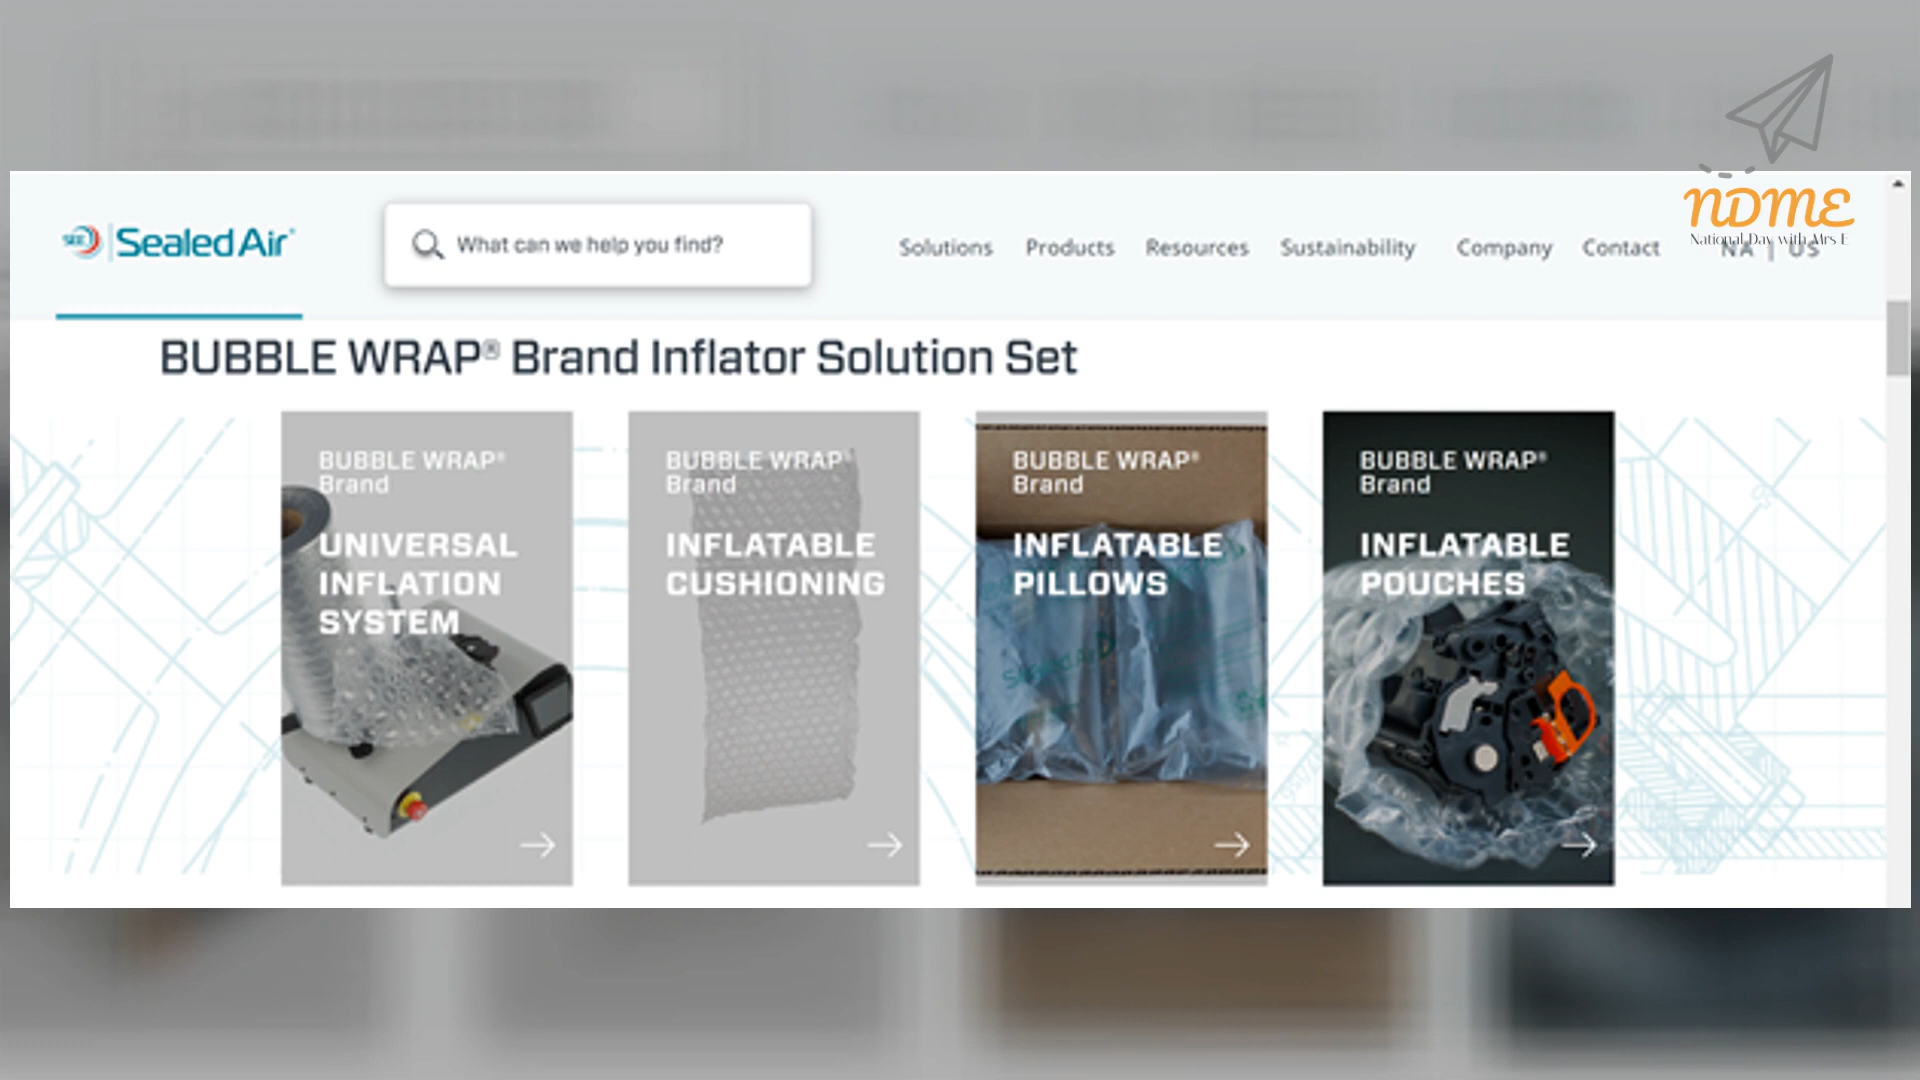 NDME
National Day with Mrs E
SEE SealedAir®
What can we help you find?
Solutions Products Resources Sustainability Company Contact NA | US
BUBBLE WRAP® Brand Inflator Solution Set
BUBBLE WRAP®
Brand
UNIVERSAL
INFLATION
SYSTEM
BUBBLE WRAP®
Brand
INFLATABLE
CUSHIONING
BUBBLE WRAP®
Brand
INFLATABLE
PILLOWS
BUBBLE WRAP®
Brand
INFLATABLE
POUCHES